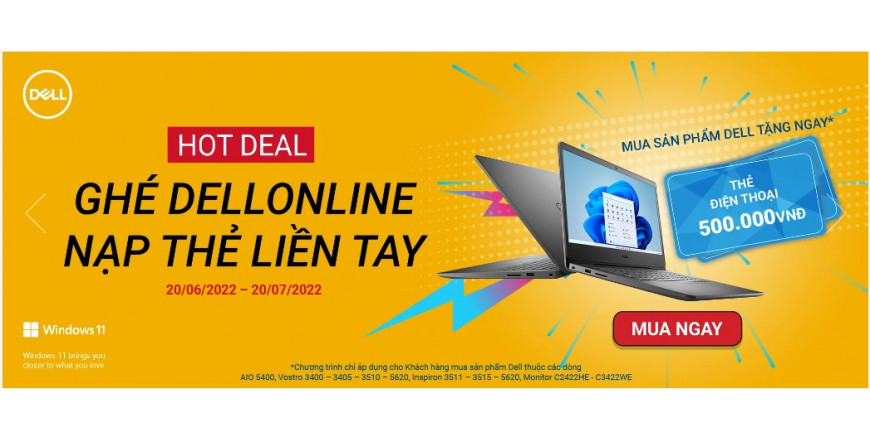 DELL
HOT DEAL
GHÉ DELLONLINE
NẠP THẺ LIỀN TAY
20/06/2022 – 20/07/2022
MUA SẢN PHẨM DELL TẶNG NGAY*
THẺ
ĐIỆN THOẠI
500.000VNĐ
MUA NGAY
Windows 11
Windows 11 brings you
closer to what you love
*Chương trình chỉ áp dụng cho Khách hàng mua sản phẩm Dell thuộc các dòng
AIO 5400, Vostro 3400 – 3405 – 3510 – 5620, Inspiron 3511 – 3515 – 5620, Monitor C2422HE - C3422WE